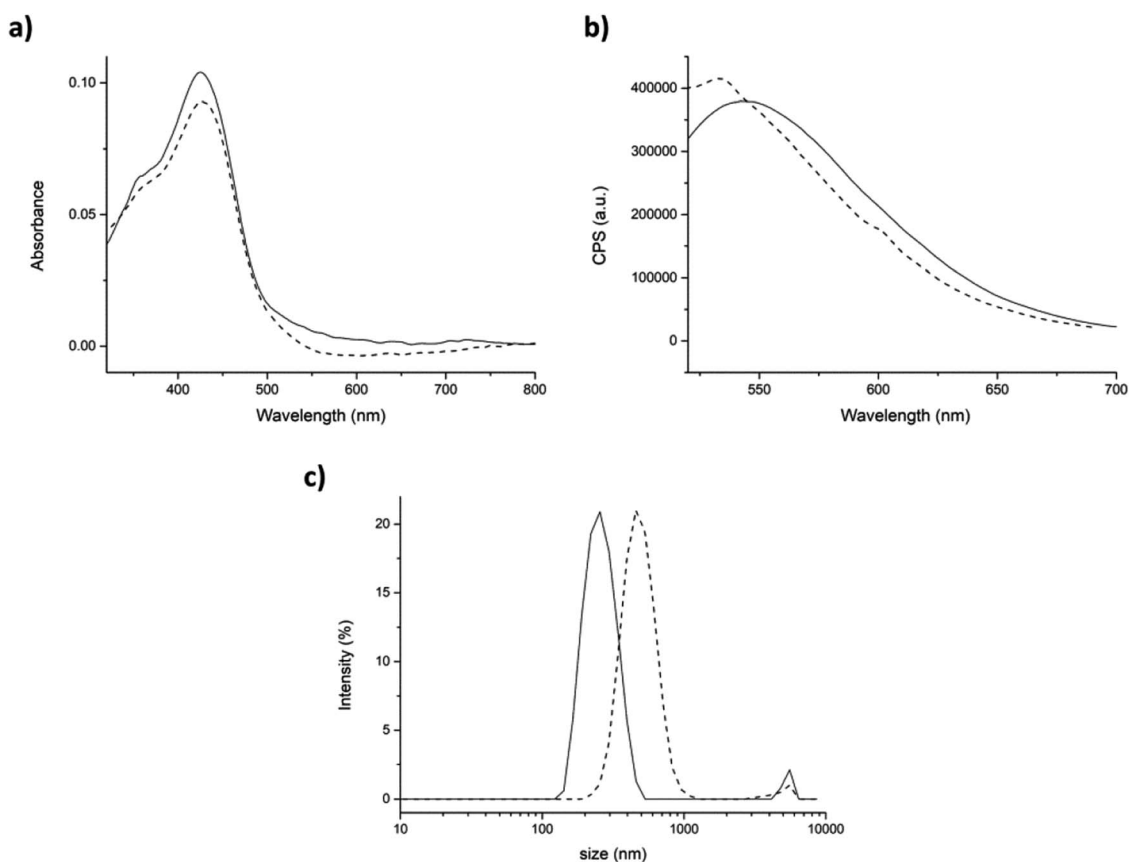 a)
0.10
0.05
0.00
Absorbance
400 500 600 700 800
Wavelength (nm)
b)
400000
300000
200000
100000
0
CPS (a.u.)
550 600 650 700
Wavelength (nm)
c)
20
15
10
5
0
Intensity (%)
10 100 1000 10000
size (nm)